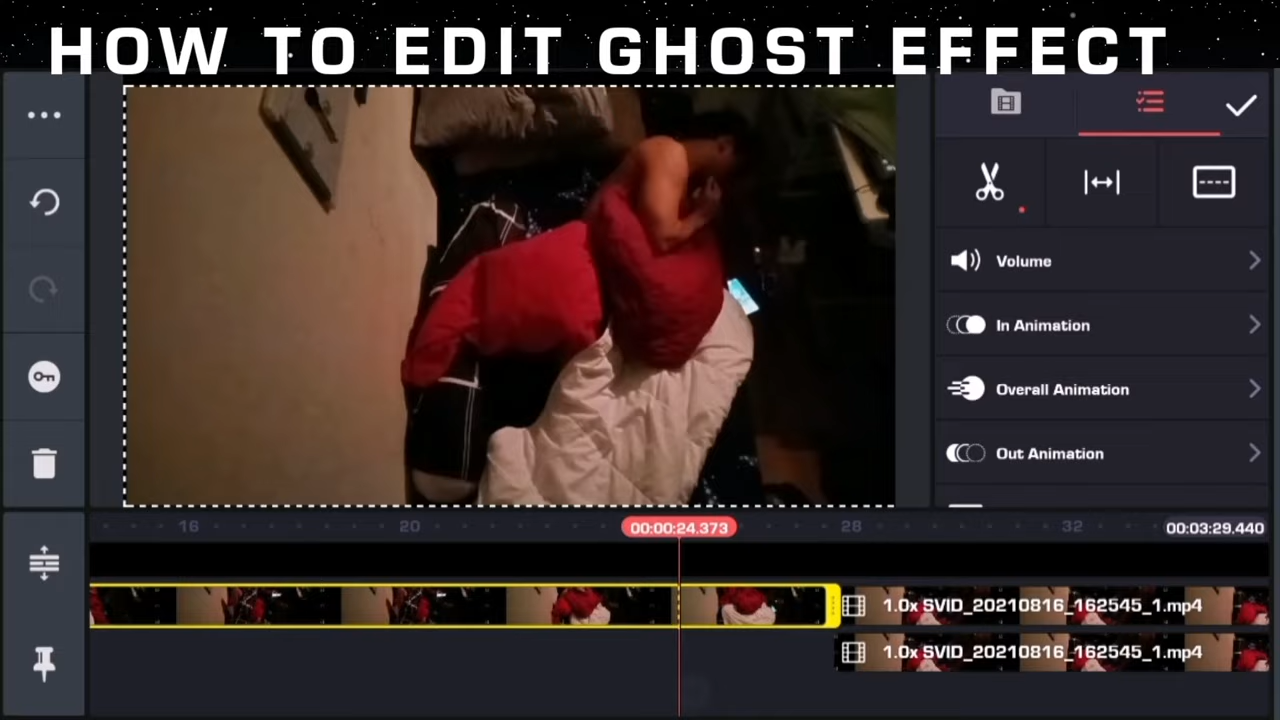 HOW TO EDIT GHOST EFFECT
Volume
In Animation
Overall Animation
Out Animation
16
20
00:00:24.373
28
32
00:03:29.440
1.0x SVID_20210816_162545_1.mp4
1.0x SVID_20210816_162545_1.mp4